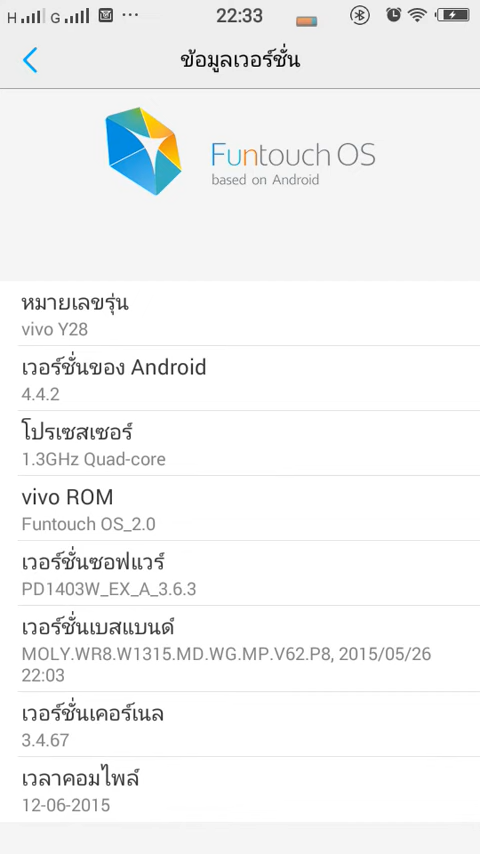 H G ... 22:33
ข้อมูลเวอร์ชั่น
Funtouch OS
based on Android
หมายเลขรุ่น
vivo Y28
เวอร์ชั่นของ Android
4.4.2
โปรเซสเซอร์
1.3GHz Quad-core
vivo ROM
Funtouch OS_2.0
เวอร์ชั่นซอฟแวร์
PD1403W_EX_A_3.6.3
เวอร์ชั่นเบสแบนด์
MOLY.WR8.W1315.MD.WG.MP.V62.P8, 2015/05/26
22:03
เวอร์ชั่นเคอร์เนล
3.4.67
เวลาคอมไพล์
12-06-2015